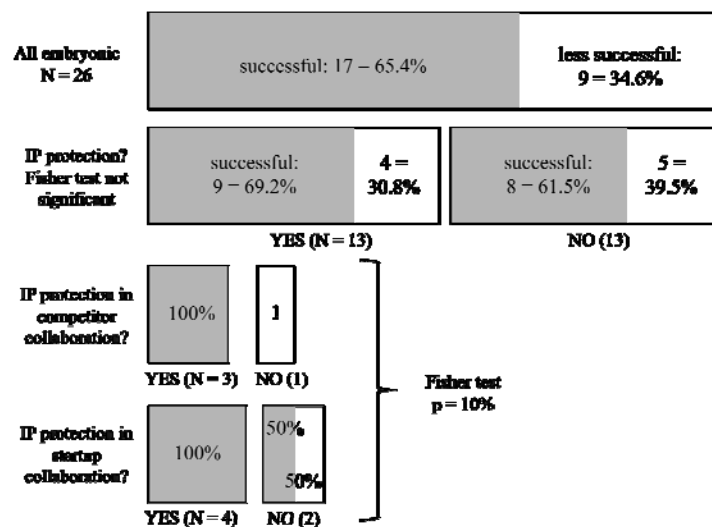 All embryonic
N = 26
successful: 17 – 65.4%
less successful:
9 = 34.6%
IP protection?
Fisher test not
significant
successful:
9 – 69.2%
4 =
30.8%
successful:
8 – 61.5%
5 =
39.5%
YES (N = 13)
NO (13)
IP protection in
competitor
collaboration?
100%
1
YES (N = 3)
NO (1)
Fisher test
p = 10%
IP protection in
startup
collaboration?
100%
50%
50%
YES (N = 4)
NO (2)